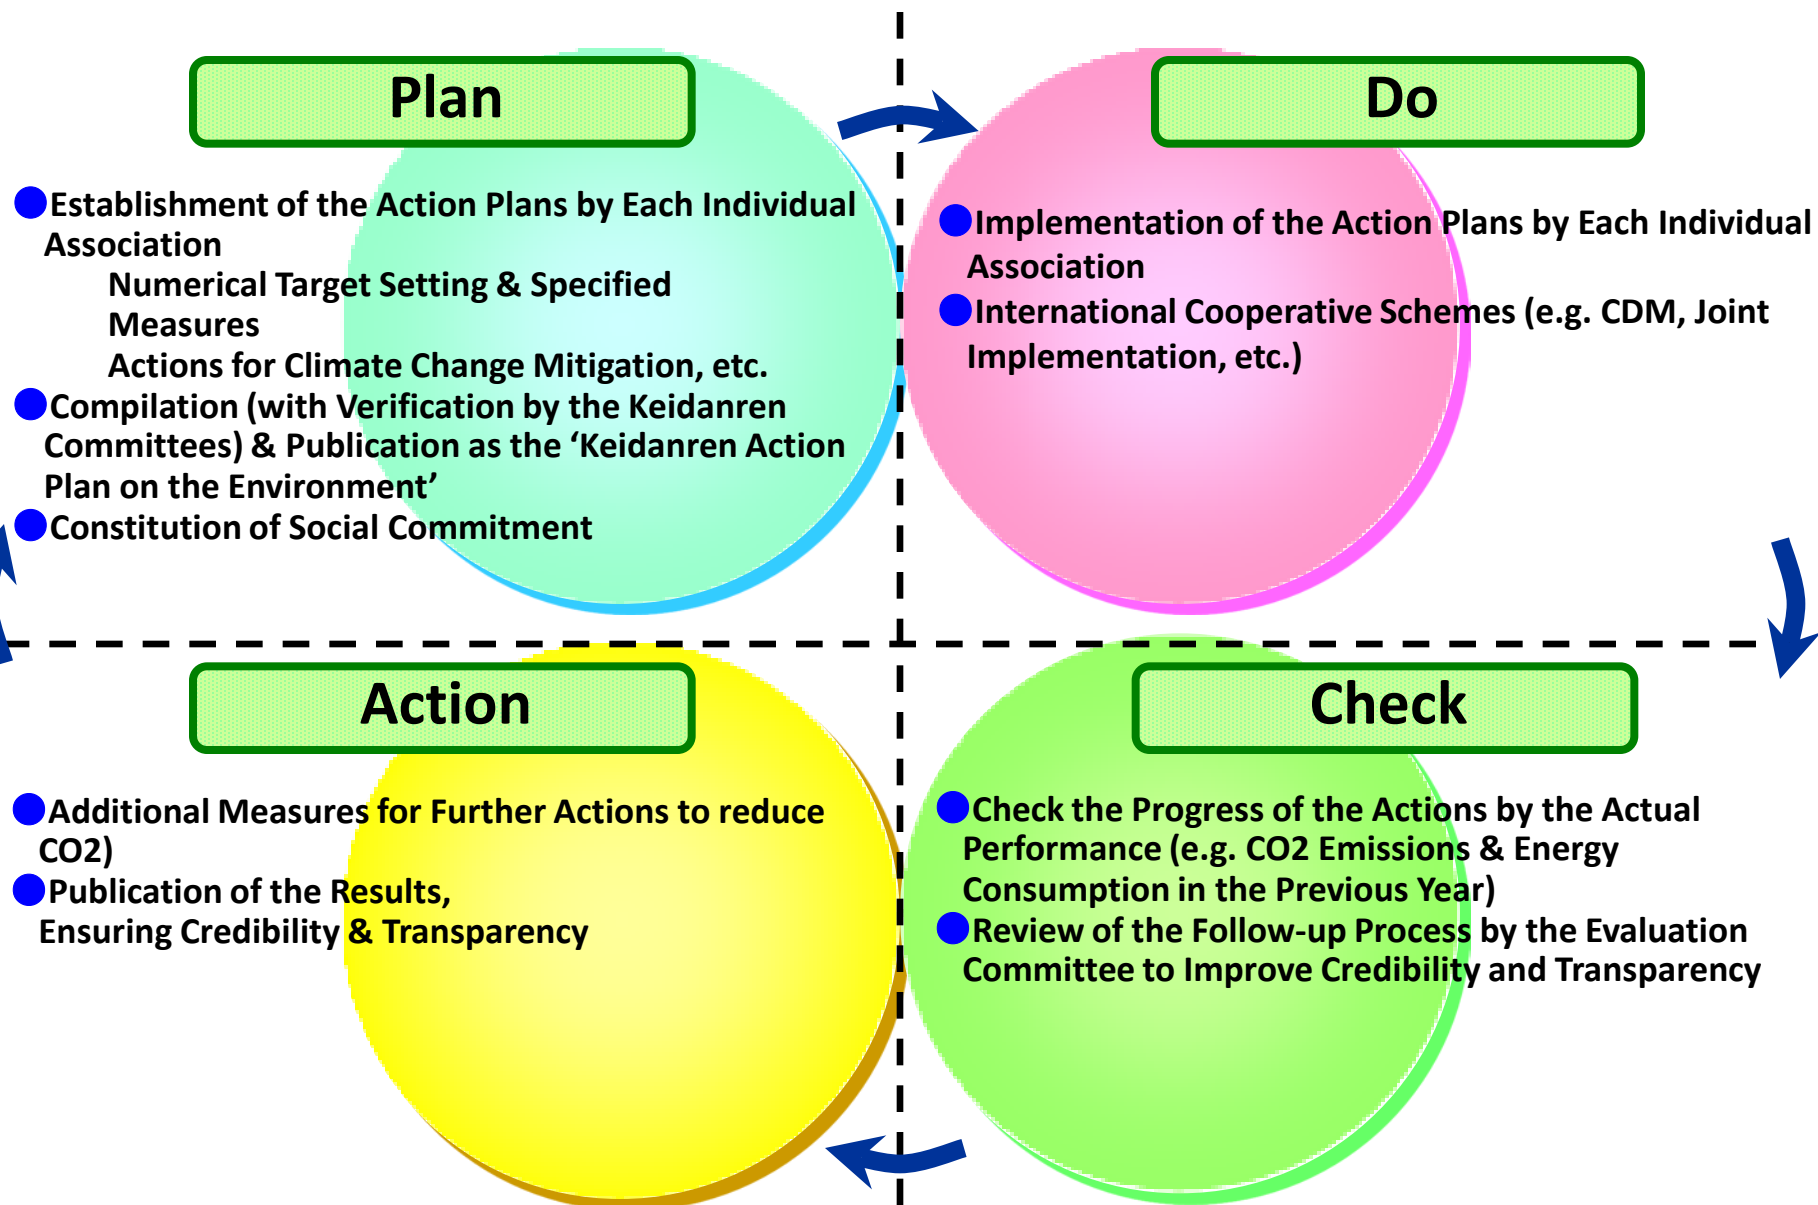 Plan
●Establishment of the Action Plans by Each Individual
Association
Numerical Target Setting & Specified
Measures
Actions for Climate Change Mitigation, etc.
●Compilation (with Verification by the Keidanren
Committees) & Publication as the ‘Keidanren Action
Plan on the Environment’
●Constitution of Social Commitment
Do
●Implementation of the Action Plans by Each Individual
Association
●International Cooperative Schemes (e.g. CDM, Joint
Implementation, etc.)
Action
●Additional Measures for Further Actions to reduce
CO2)
●Publication of the Results,
Ensuring Credibility & Transparency
Check
●Check the Progress of the Actions by the Actual
Performance (e.g. CO2 Emissions & Energy
Consumption in the Previous Year)
●Review of the Follow-up Process by the Evaluation
Committee to Improve Credibility and Transparency